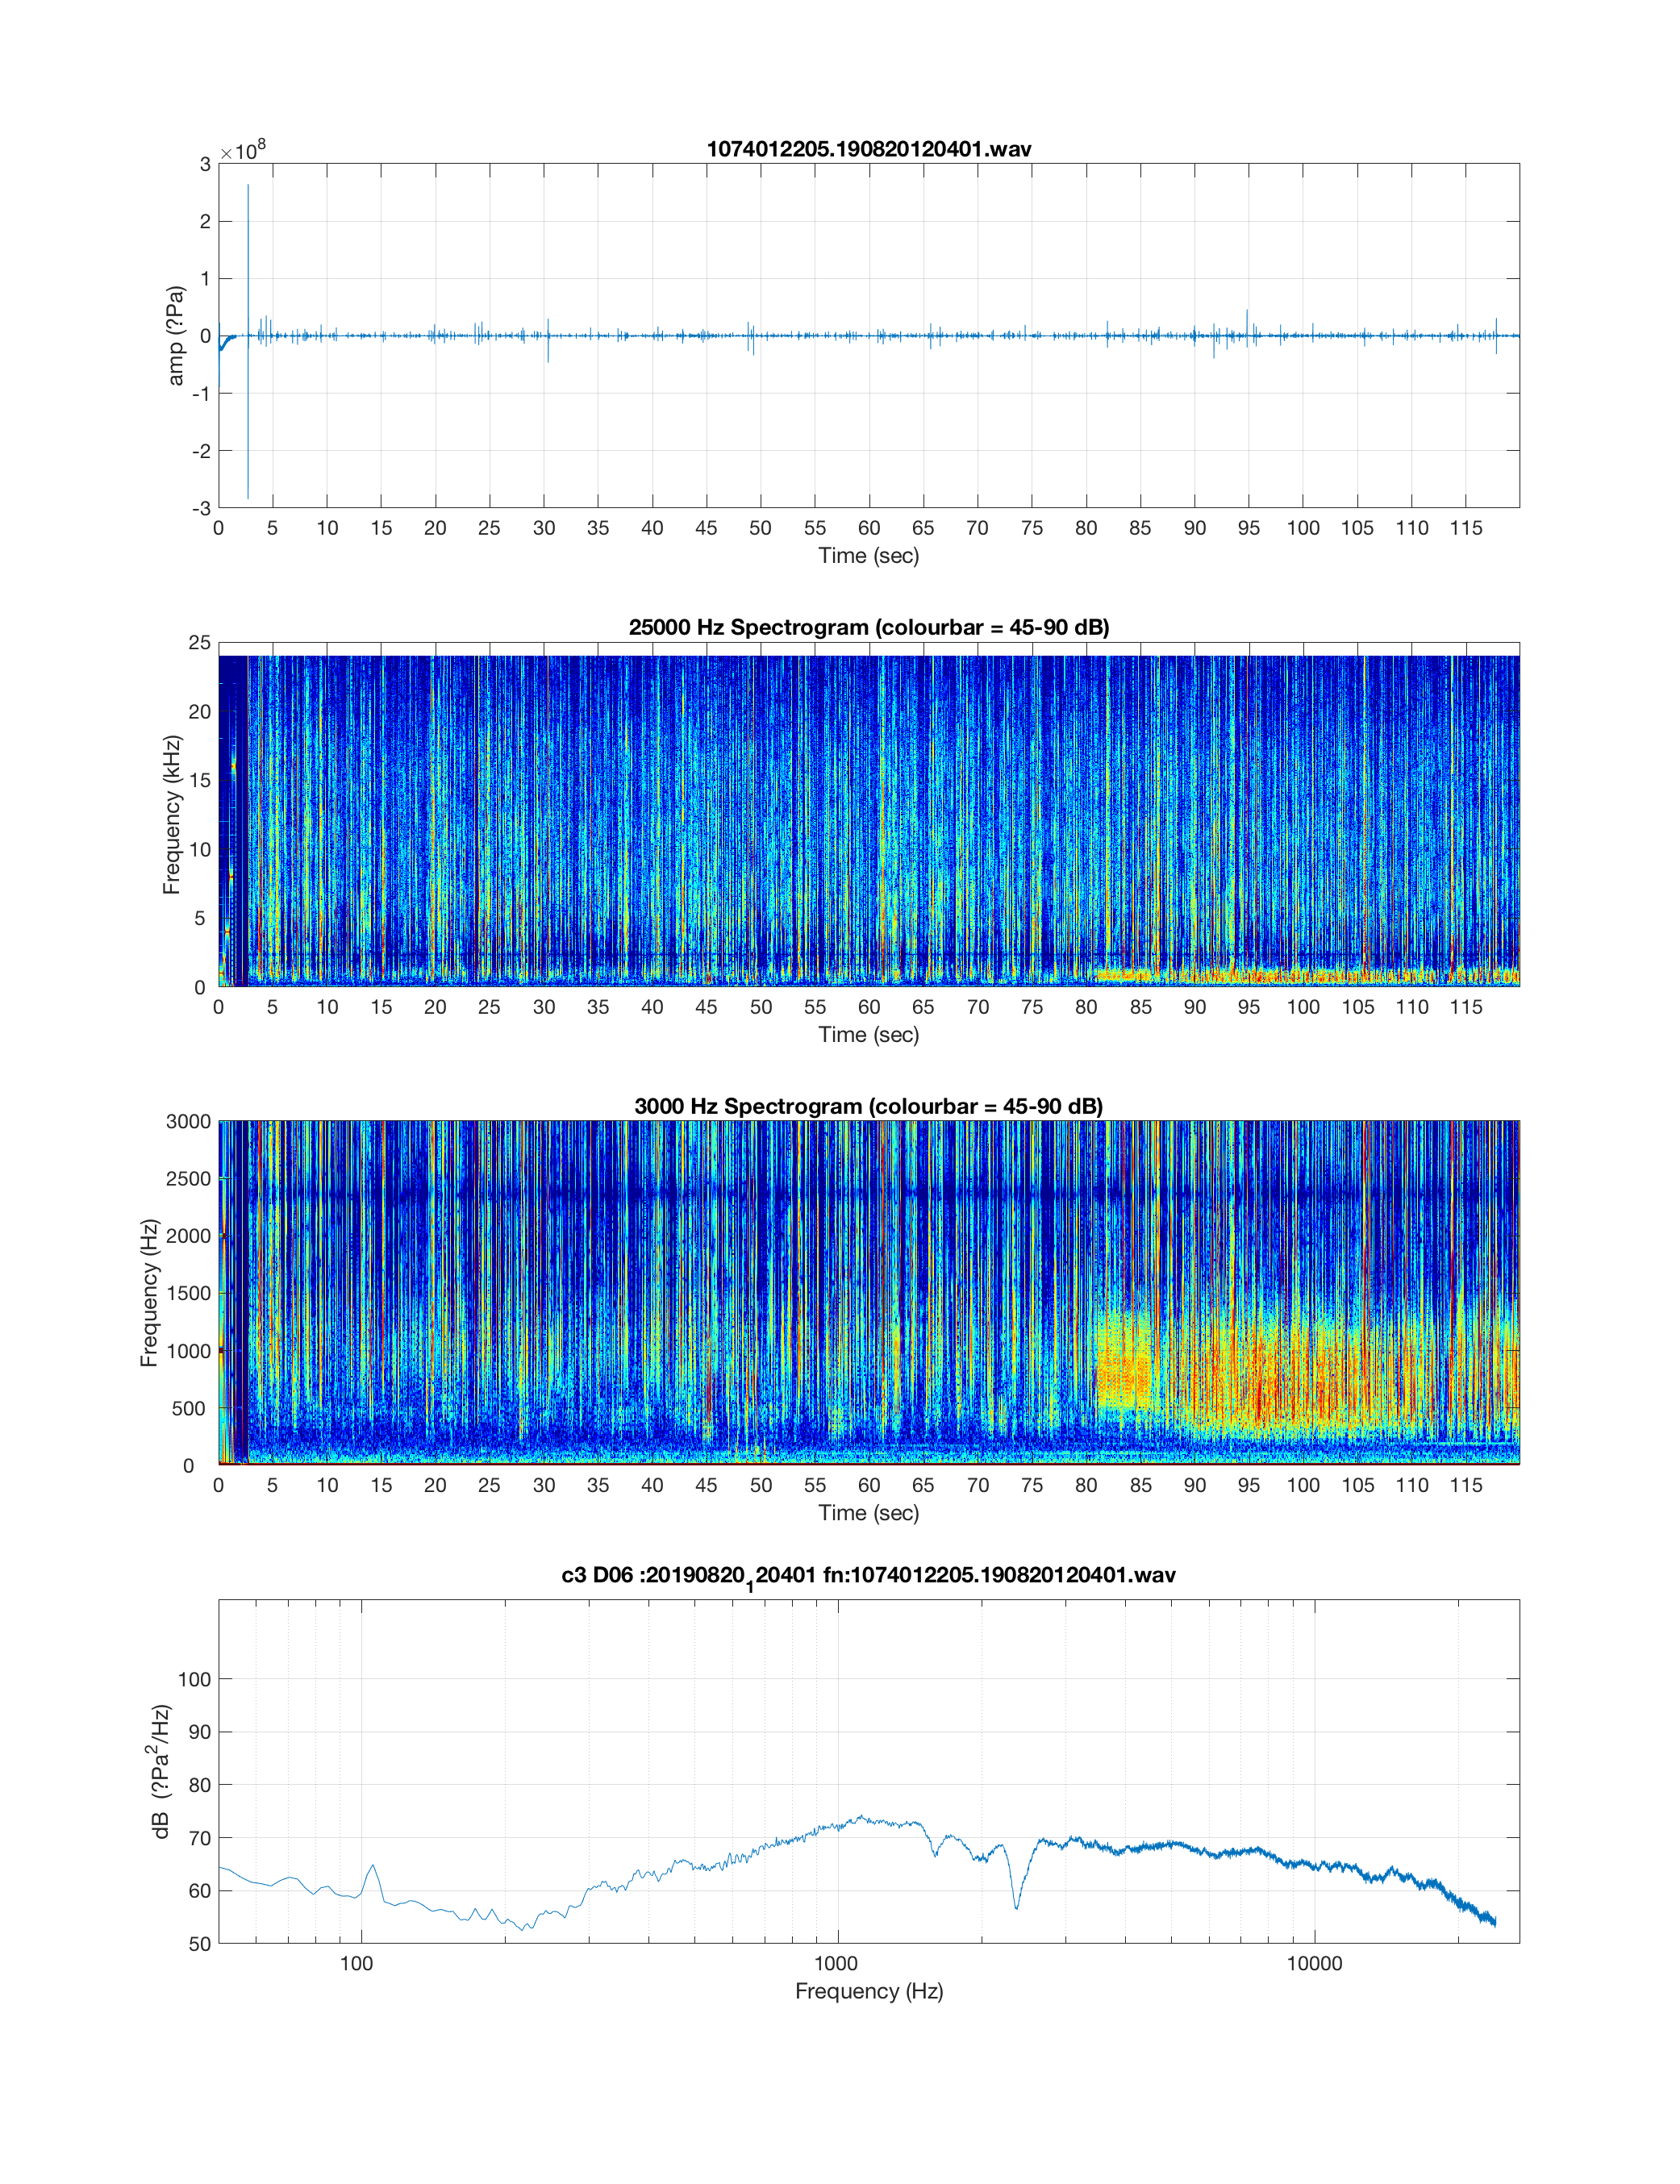 1074012205.190820120401.wav
×10^8
3
2
1
0
-1
-2
-3
amp (?Pa)
0 5 10 15 20 25 30 35 40 45 50 55 60 65 70 75 80 85 90 95 100 105 110 115
Time (sec)
25000 Hz Spectrogram (colourbar = 45-90 dB)
25
20
15
10
5
0
Frequency (kHz)
0 5 10 15 20 25 30 35 40 45 50 55 60 65 70 75 80 85 90 95 100 105 110 115
Time (sec)
3000 Hz Spectrogram (colourbar = 45-90 dB)
3000
2500
2000
1500
1000
500
0
Frequency (Hz)
0 5 10 15 20 25 30 35 40 45 50 55 60 65 70 75 80 85 90 95 100 105 110 115
Time (sec)
c3 D06 :20190820_120401 fn:1074012205.190820120401.wav
100
90
80
70
60
50
dB (?Pa^2/Hz)
100 1000 10000
Frequency (Hz)